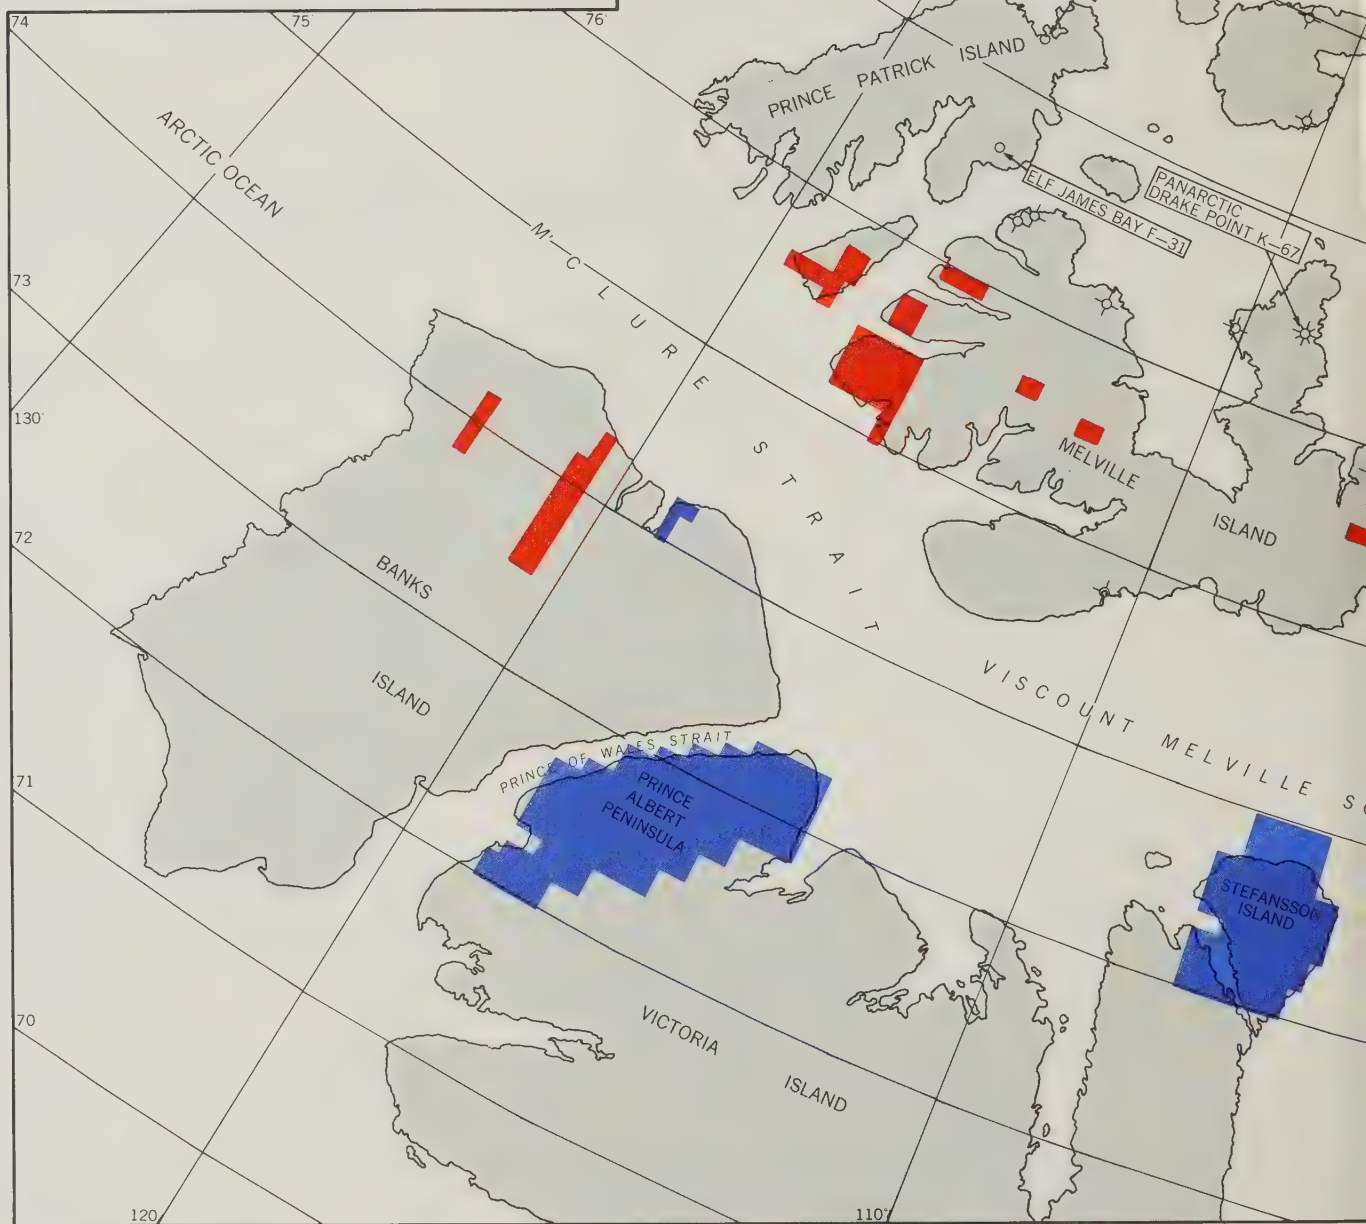 74
75°
76°
PRINCE PATRICK ISLAND
ARCTIC OCEAN
ELF JAMES BAY F-31
PANARCTIC
DRAKE POINT K-67
M'CLURE STRAIT
73
130°
MELVILLE
ISLAND
72
BANKS
ISLAND
VISCOUNT MELVILLE SO
PRINCE OF WALES STRAIT
PRINCE
ALBERT
PENINSULA
71
STEFANSSON
ISLAND
70
VICTORIA
ISLAND
120
110°